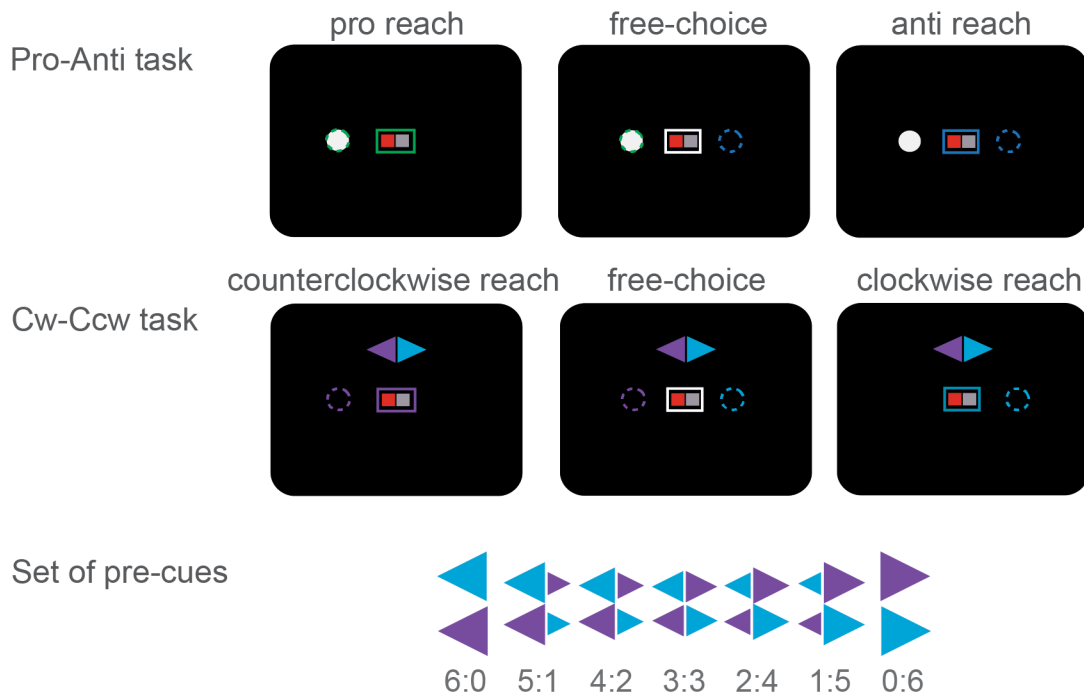 pro reach free-choice anti reach
Pro-Anti task
counterclockwise reach free-choice clockwise reach
Cw-Ccw task
Set of pre-cues
6:0 5:1 4:2 3:3 2:4 1:5 0:6